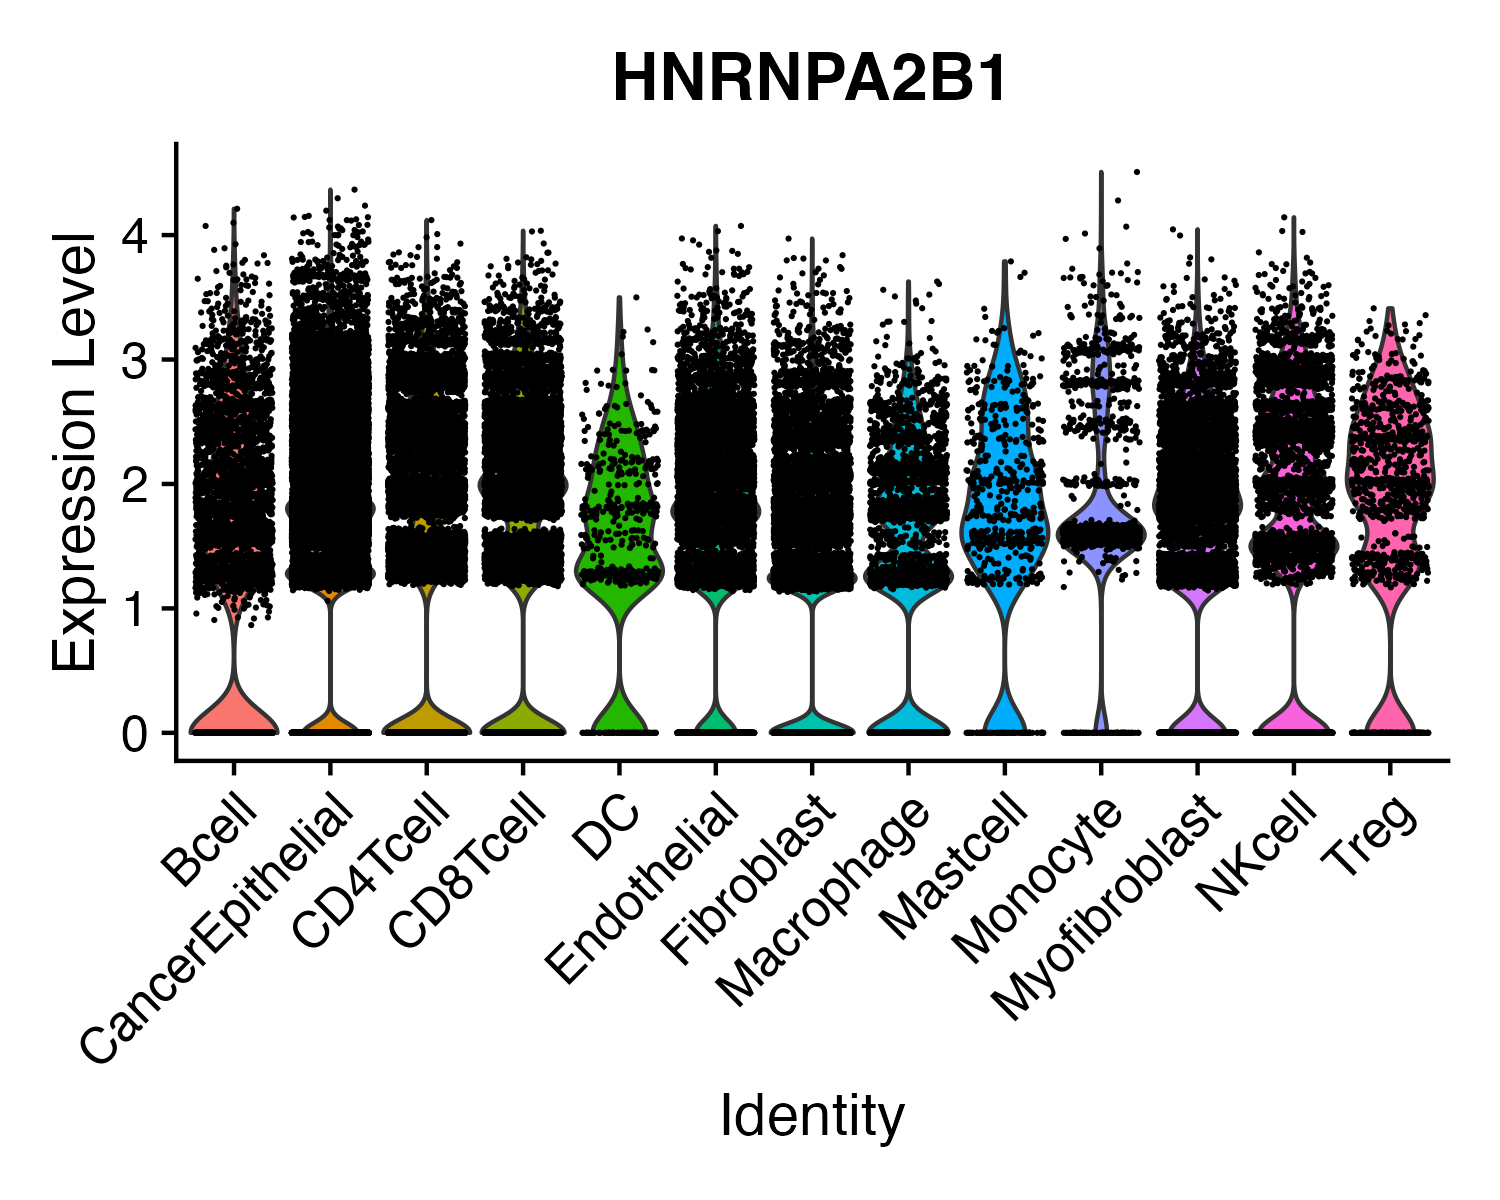 HNRNPA2B1
Expression Level
4
3
2
1
0
Bcell
CancerEpithelial
CD4Tcell
CD8Tcell
DC
Endothelial
Fibroblast
Macrophage
Mastcell
Monocyte
Myofibroblast
NKcell
Treg
Identity